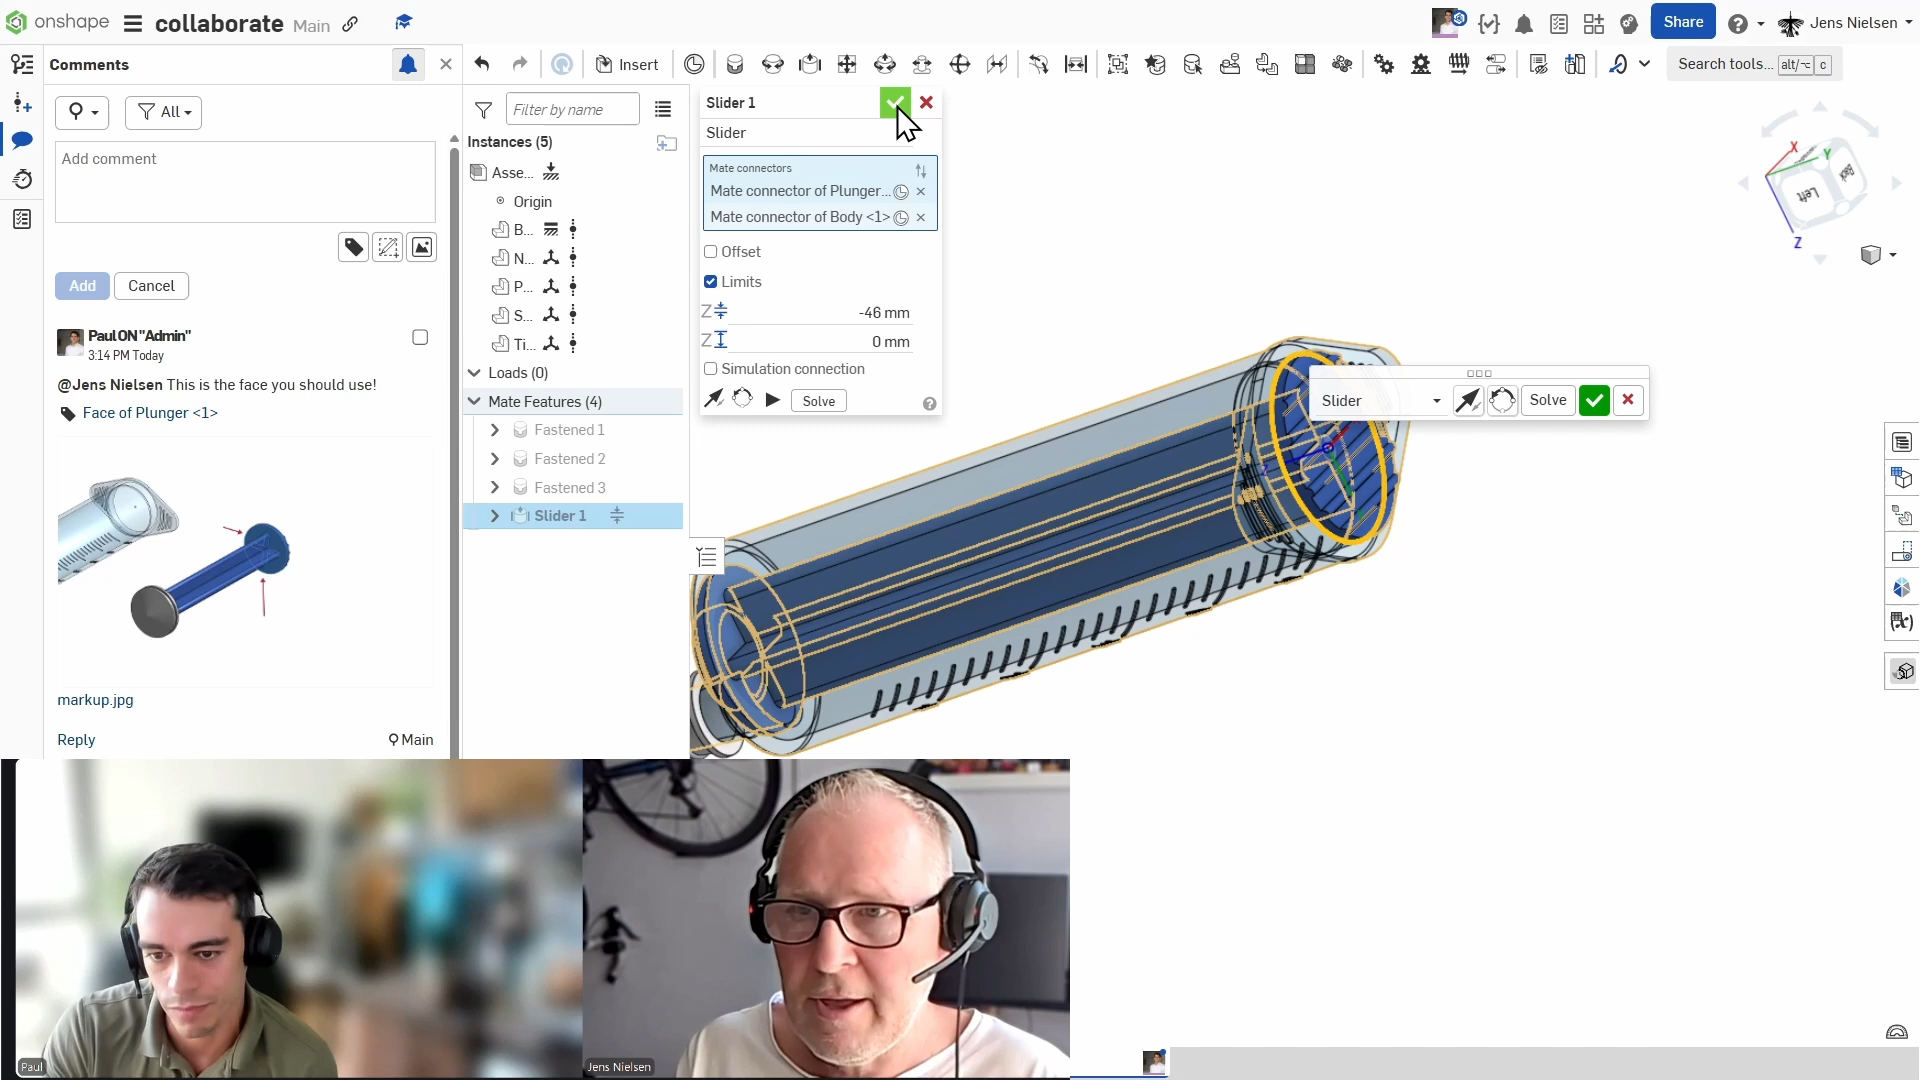 onshape collaborate Main
Share
Jens Nielsen
Comments
Insert
Search tools... alt/⌥ c
All
Add comment
Add Cancel
PaulON "Admin"
3:14 PM Today
@Jens Nielsen This is the face you should use!
Face of Plunger <1>
markup.jpg
Reply
Main
Filter by name
Instances (5)
Asse...
Origin
B...
N...
P...
S...
Ti...
Loads (0)
Mate Features (4)
Fastened 1
Fastened 2
Fastened 3
Slider 1
Slider 1
Slider
Mate connectors
Mate connector of Plunger...
Mate connector of Body <1>
Offset
Limits
Z -46 mm
Z 0 mm
Simulation connection
Solve
Slider
Solve
X
Y
Z
Left
Back
Z
Paul
Jens Nielsen